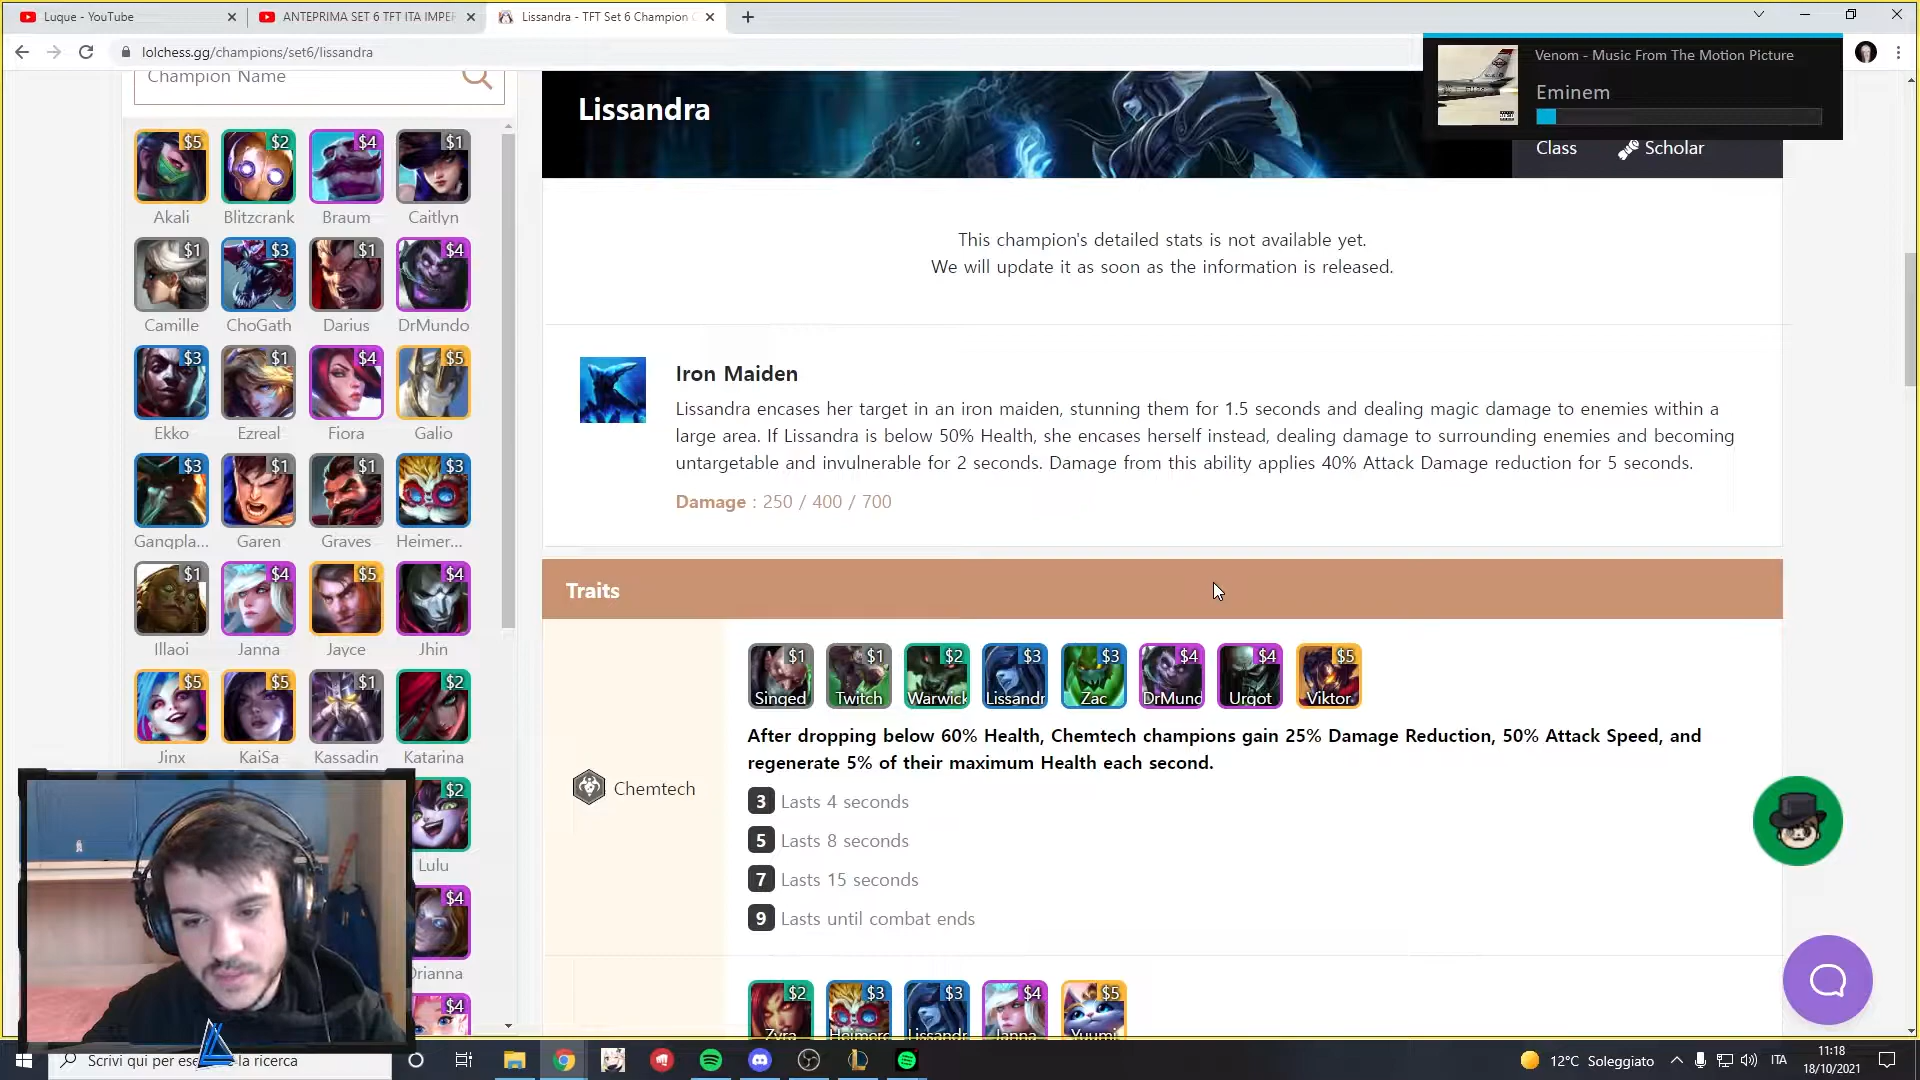 Luque - YouTube
ANTEPRIMA SET 6 TFT ITA IMPER
Lissandra - TFT Set 6 Champion
lolchess.gg/champions/set6/lissandra
Venom - Music From The Motion Picture
Eminem
Champion Name
Lissandra
Class Scholar
$5 $2 $4 $1
Akali Blitzcrank Braum Caitlyn
$1 $3 $1 $4
Camille ChoGath Darius DrMundo
$3 $1 $4 $5
Ekko Ezreal Fiora Galio
$3 $1 $1 $3
Gangpla... Garen Graves Heimer...
$1 $4 $5 $4
Illaoi Janna Jayce Jhin
$5 $5 $1 $2
Jinx KaiSa Kassadin Katarina
$2
Lulu
$4
Orianna
$4
This champion's detailed stats is not available yet.
We will update it as soon as the information is released.
Iron Maiden
Lissandra encases her target in an iron maiden, stunning them for 1.5 seconds and dealing magic damage to enemies within a
large area. If Lissandra is below 50% Health, she encases herself instead, dealing damage to surrounding enemies and becoming
untargetable and invulnerable for 2 seconds. Damage from this ability applies 40% Attack Damage reduction for 5 seconds.
Damage : 250 / 400 / 700
Traits
$1 $1 $2 $3 $3 $4 $4 $5
Singed Twitch Warwick Lissandr Zac DrMund Urgot Viktor
After dropping below 60% Health, Chemtech champions gain 25% Damage Reduction, 50% Attack Speed, and
regenerate 5% of their maximum Health each second.
Chemtech
3 Lasts 4 seconds
5 Lasts 8 seconds
7 Lasts 15 seconds
9 Lasts until combat ends
$2 $3 $3 $4 $5
Zyra Heimerc Lissandr Janna Yuumi
Scrivi qui per ese la ricerca
12°C Soleggiato
ITA
11:18
18/10/2021